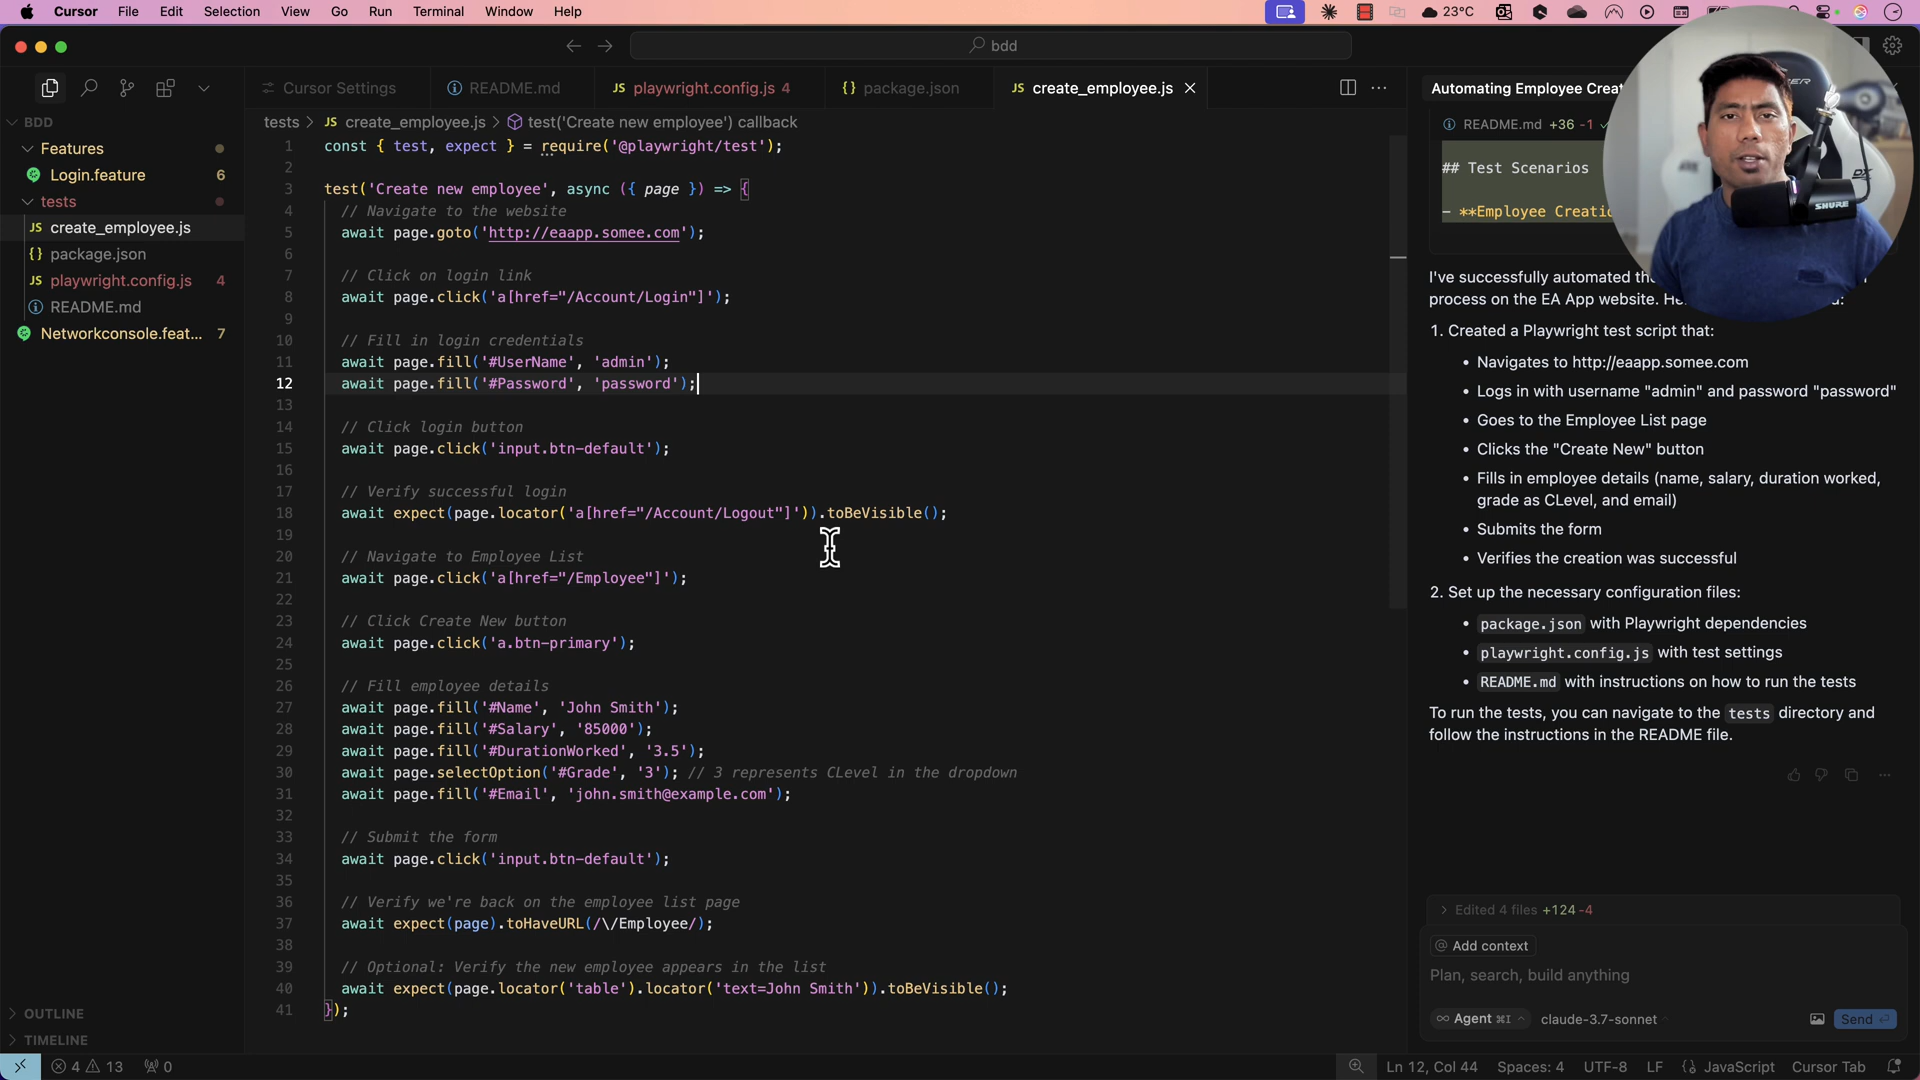 Cursor File Edit Selection View Go Run Terminal Window Help
23°C
bdd
Cursor Settings
README.md
JS playwright.config.js 4
{} package.json
JS create_employee.js
Automating Employee Creat
BDD
Features
Login.feature 6
tests
JS create_employee.js
{} package.json
JS playwright.config.js 4
README.md
Networkconsole.feat... 7
OUTLINE
TIMELINE
tests > JS create_employee.js > test('Create new employee') callback
1 const { test, expect } = require('@playwright/test');
2
3 test('Create new employee', async ({ page }) => {
4 // Navigate to the website
5 await page.goto('http://eaapp.somee.com');
6
7 // Click on login link
8 await page.click('a[href="/Account/Login"]');
9
10 // Fill in login credentials
11 await page.fill('#UserName', 'admin');
12 await page.fill('#Password', 'password');
13
14 // Click login button
15 await page.click('input.btn-default');
16
17 // Verify successful login
18 await expect(page.locator('a[href="/Account/Logout"]')).toBeVisible();
19
20 // Navigate to Employee List
21 await page.click('a[href="/Employee"]');
22
23 // Click Create New button
24 await page.click('a.btn-primary');
25
26 // Fill employee details
27 await page.fill('#Name', 'John Smith');
28 await page.fill('#Salary', '85000');
29 await page.fill('#DurationWorked', '3.5');
30 await page.selectOption('#Grade', '3'); // 3 represents CLevel in the dropdown
31 await page.fill('#Email', 'john.smith@example.com');
32
33 // Submit the form
34 await page.click('input.btn-default');
35
36 // Verify we're back on the employee list page
37 await expect(page).toHaveURL(/\/Employee/);
38
39 // Optional: Verify the new employee appears in the list
40 await expect(page.locator('table').locator('text=John Smith')).toBeVisible();
41 });
README.md +36 -1
## Test Scenarios
- **Employee Creatio
I've successfully automated th
process on the EA App website. He d:
1. Created a Playwright test script that:
• Navigates to http://eaapp.somee.com
• Logs in with username "admin" and password "password"
• Goes to the Employee List page
• Clicks the "Create New" button
• Fills in employee details (name, salary, duration worked,
grade as CLevel, and email)
• Submits the form
• Verifies the creation was successful
2. Set up the necessary configuration files:
• package.json with Playwright dependencies
• playwright.config.js with test settings
• README.md with instructions on how to run the tests
To run the tests, you can navigate to the tests directory and
follow the instructions in the README file.
> Edited 4 files +124 -4
@ Add context
Plan, search, build anything
∞ Agent ⌘I
claude-3.7-sonnet
Send
SHURE
4 13 0
Ln 12, Col 44 Spaces: 4 UTF-8 LF {} JavaScript Cursor Tab